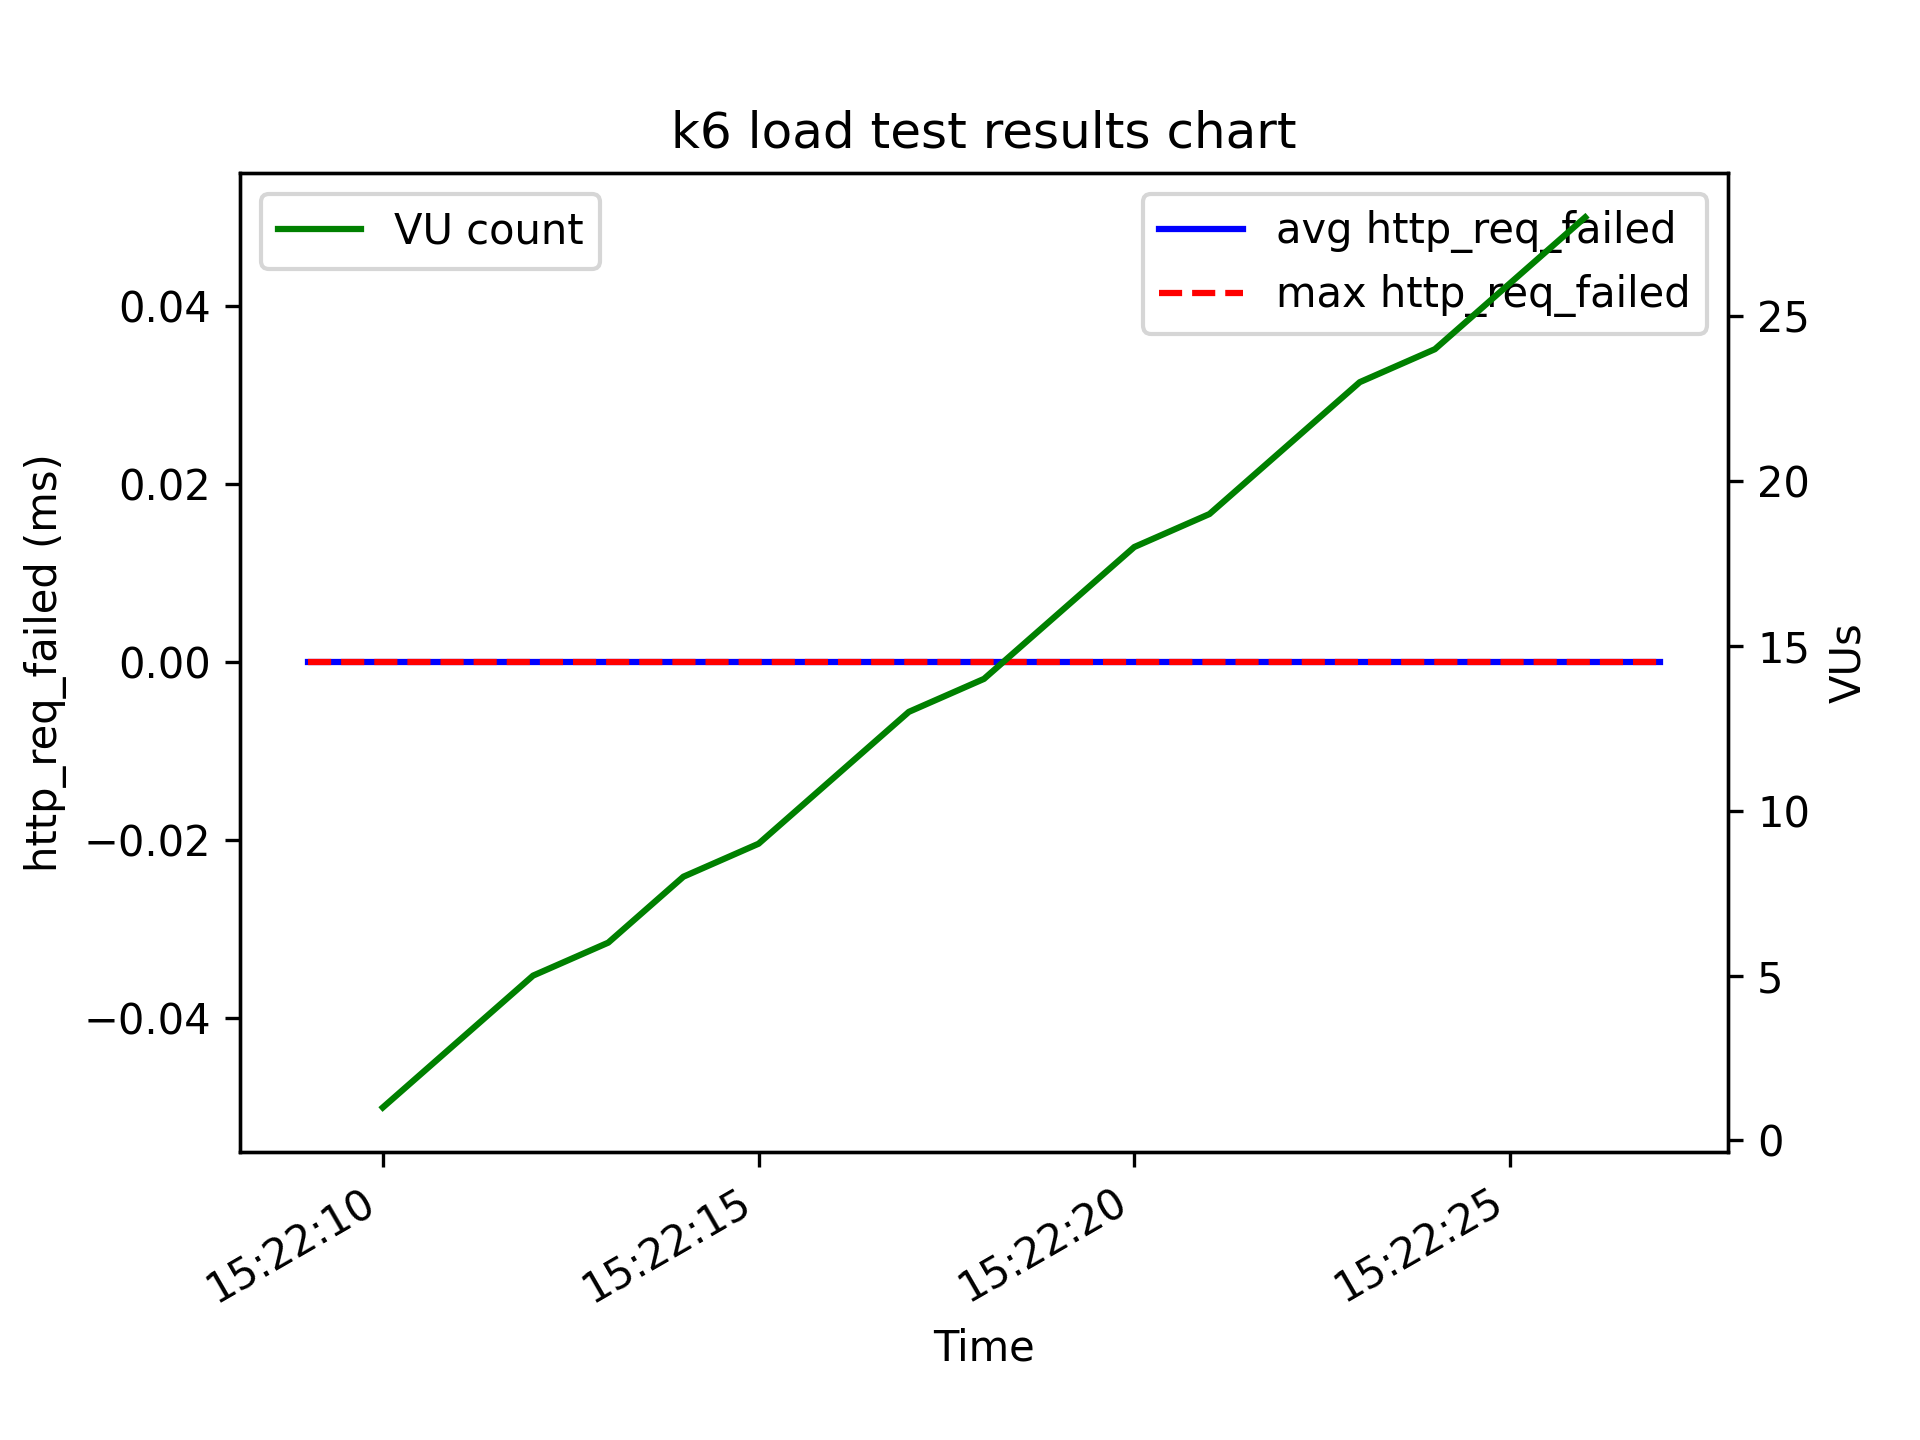 k6 load test results chart
VU count
avg http_req_failed
max http_req_failed
0.04
0.02
0.00
−0.02
−0.04
http_req_failed (ms)
25
20
15
10
5
0
VUs
15:22:10
15:22:15
15:22:20
15:22:25
Time